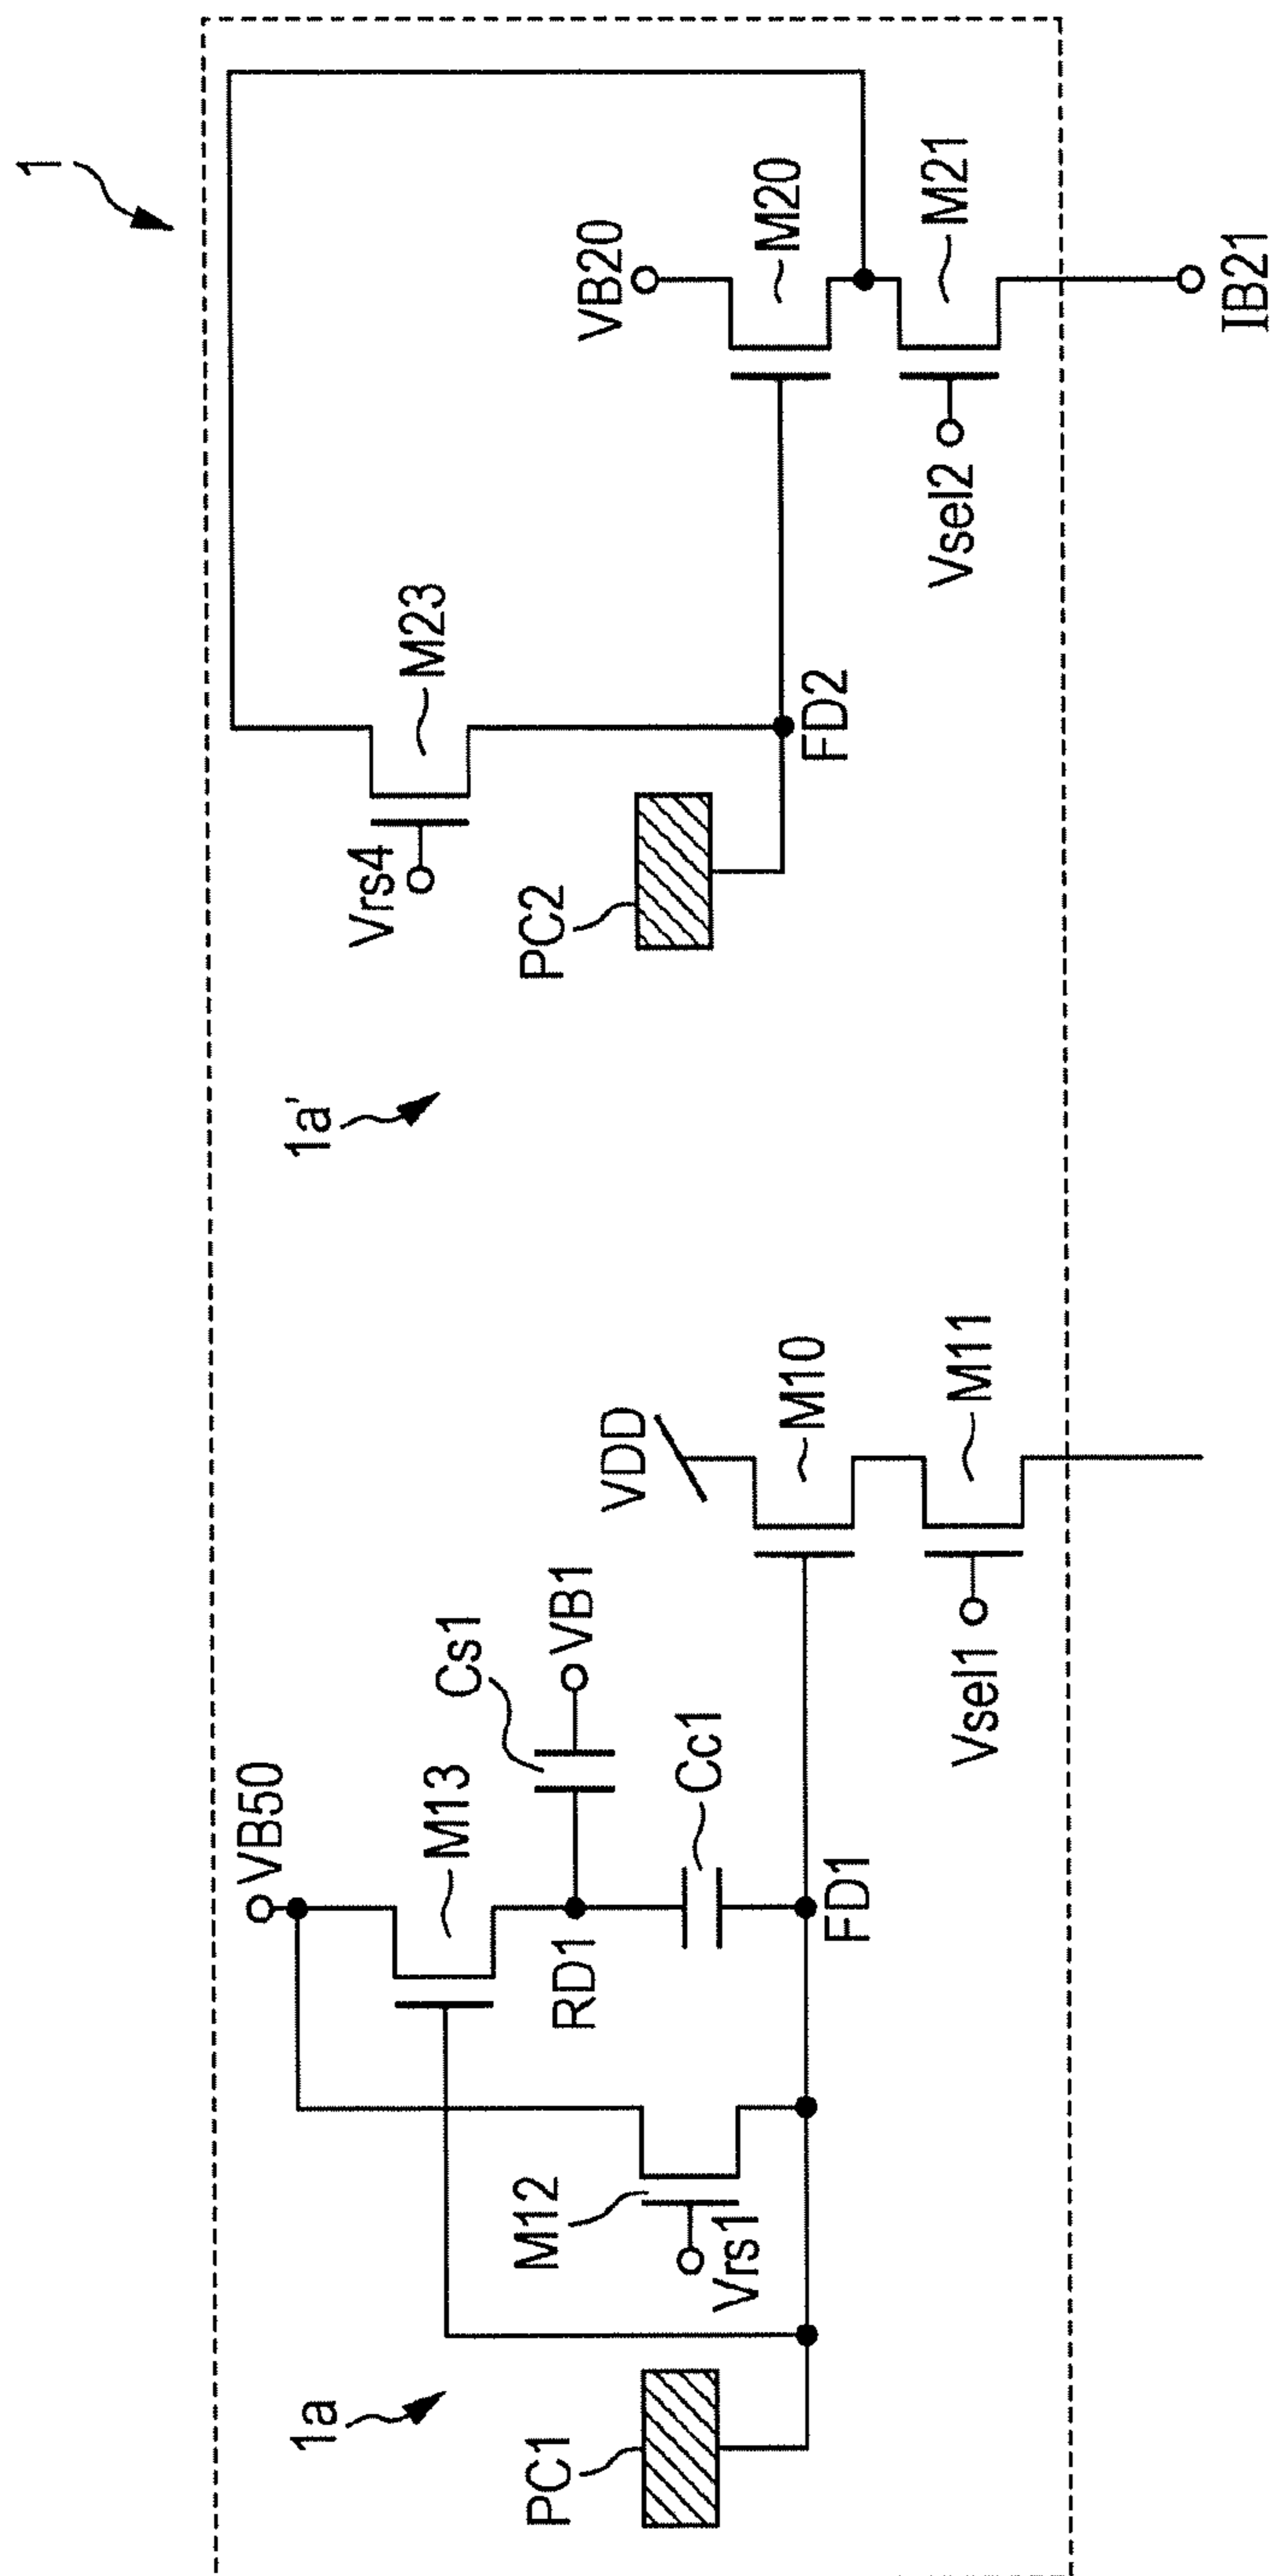 1
1a
PC1
M12
Vrs1
VB50
M13
RD1
Cs1
VB1
Cc1
FD1
VDD
M10
M11
Vsel1
1a'
PC2
Vrs4
M23
FD2
VB20
M20
M21
Vsel2
IB21